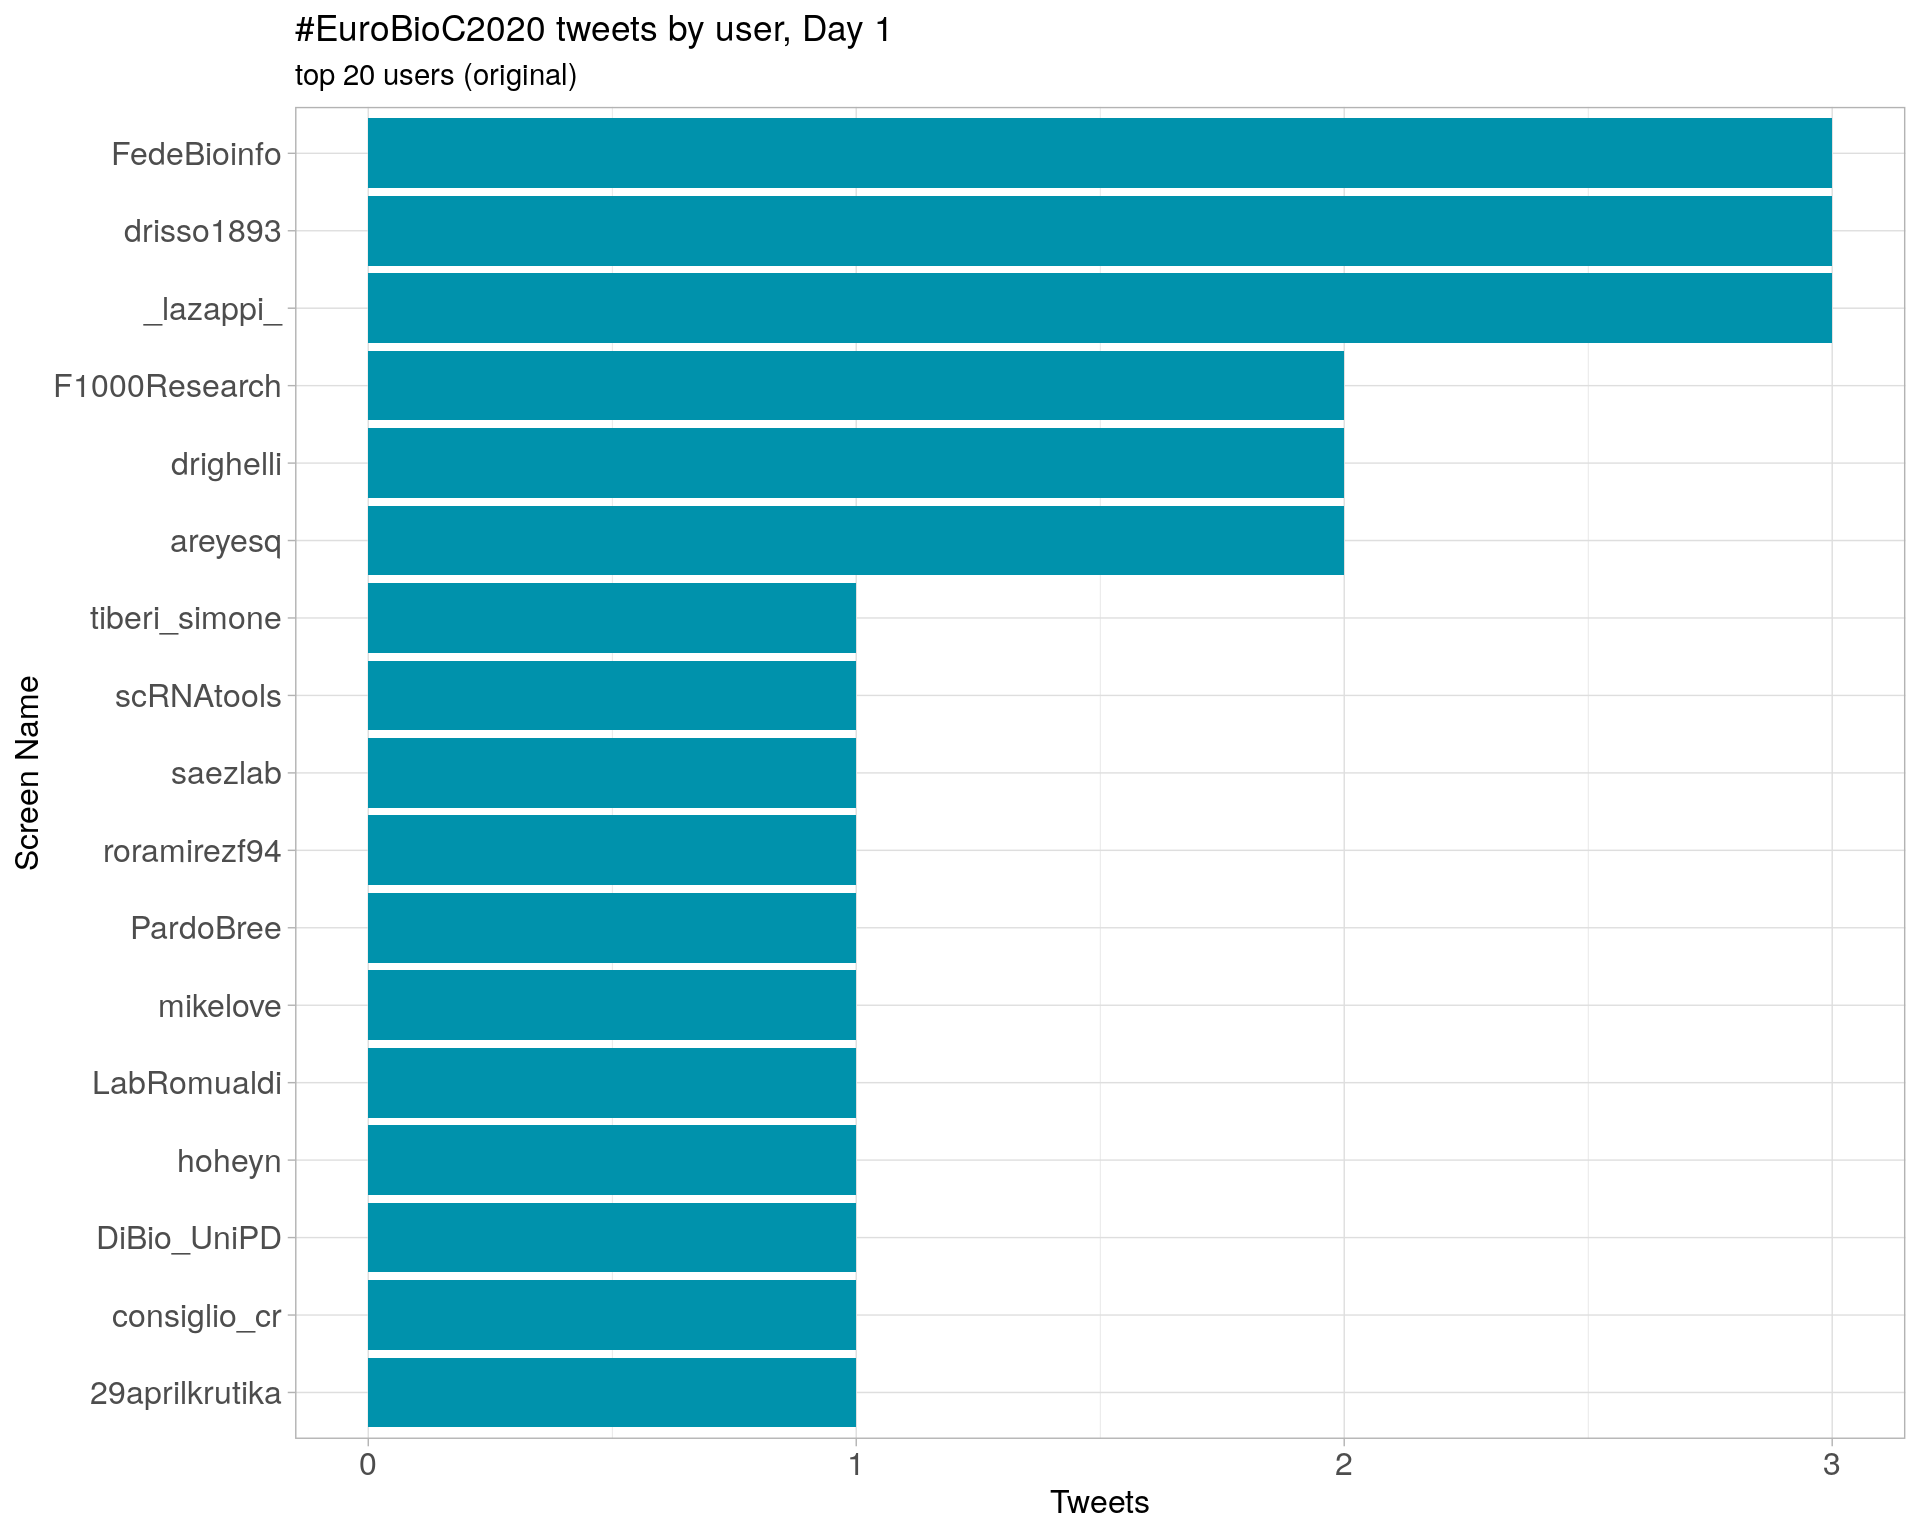 #EuroBioC2020 tweets by user, Day 1
top 20 users (original)
Screen Name
FedeBioinfo
drisso1893
_lazappi_
F1000Research
drighelli
areyesq
tiberi_simone
scRNAtools
saezlab
roramirezf94
PardoBree
mikelove
LabRomualdi
hoheyn
DiBio_UniPD
consiglio_cr
29aprilkrutika
0 1 2 3
Tweets